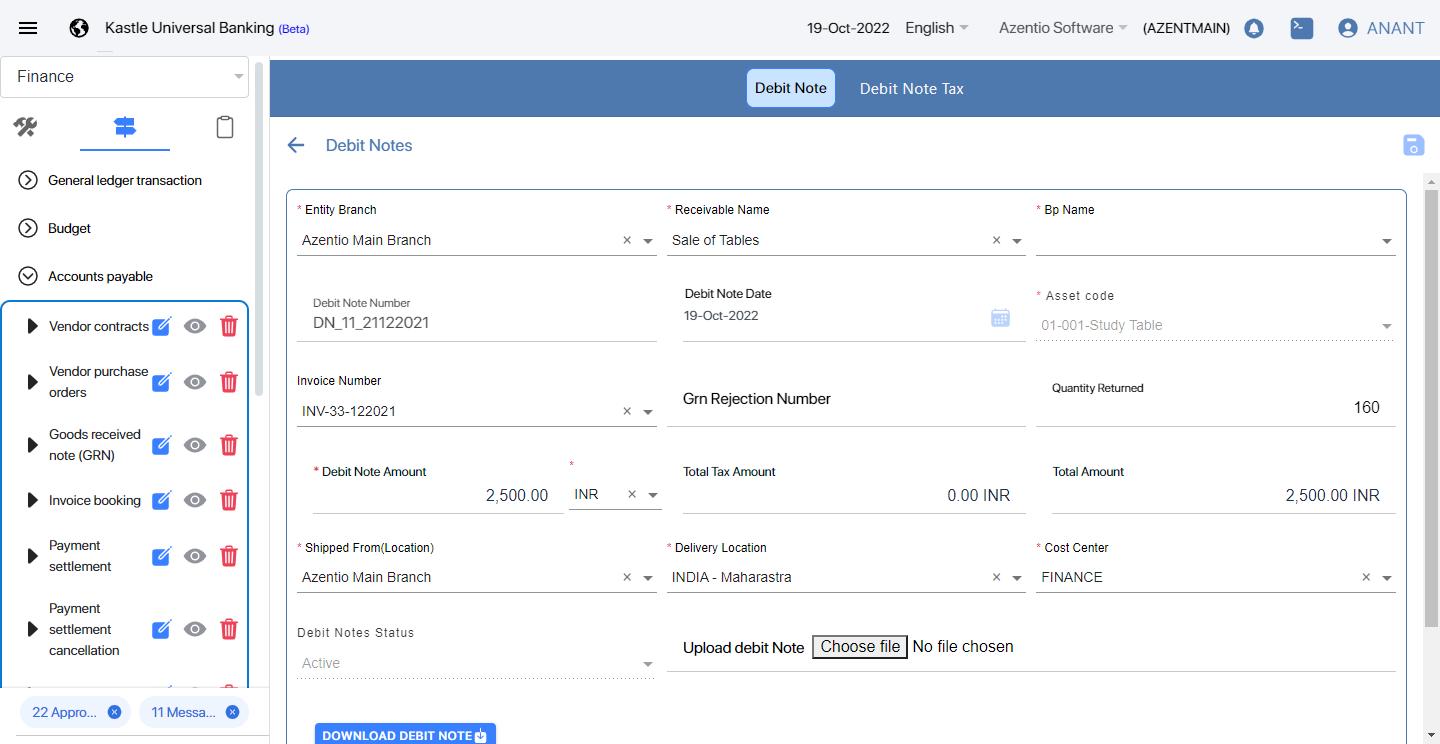 Kastle Universal Banking (Beta)
19-Oct-2022 English Azentio Software (AZENTMAIN) ANANT
Finance
General ledger transaction
Budget
Accounts payable
Vendor contracts
Vendor purchase
orders
Goods received
note (GRN)
Invoice booking
Payment
settlement
Payment
settlement
cancellation
22 Appro...
11 Messa...
Debit Note
Debit Note Tax
Debit Notes
* Entity Branch
Azentio Main Branch ×
* Receivable Name
Sale of Tables ×
* Bp Name
Debit Note Number
DN_11_21122021
Debit Note Date
19-Oct-2022
* Asset code
01-001-Study Table
Invoice Number
INV-33-122021 ×
Grn Rejection Number
Quantity Returned
160
* Debit Note Amount
2,500.00
*
INR ×
Total Tax Amount
0.00 INR
Total Amount
2,500.00 INR
* Shipped From(Location)
Azentio Main Branch ×
* Delivery Location
INDIA - Maharastra ×
* Cost Center
FINANCE ×
Debit Notes Status
Active
Upload debit Note Choose file No file chosen
DOWNLOAD DEBIT NOTE